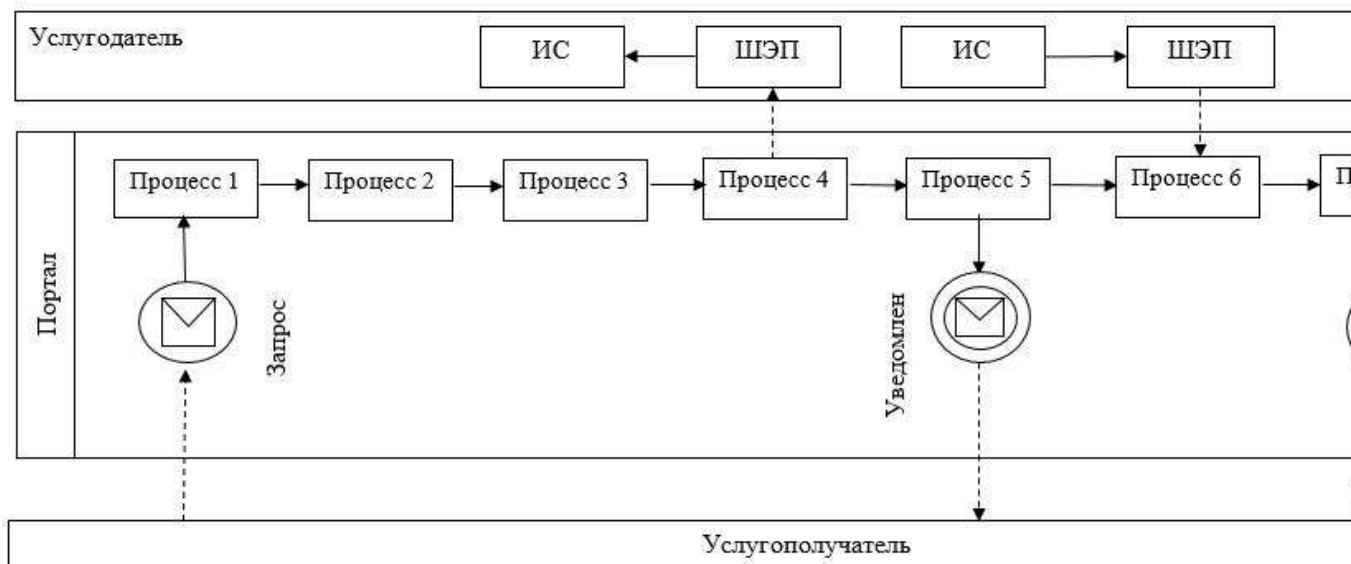 Услугодатель
ИС
ШЭП
ИС
ШЭП
Процесс 1
Процесс 2
Процесс 3
Процесс 4
Процесс 5
Процесс 6
П
Портал
Запрос
Уведомлен
Услугополучатель